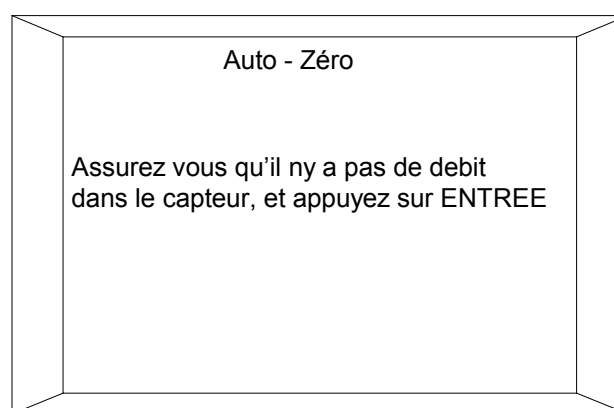 Auto - Zéro
Assurez vous qu'il ny a pas de debit
dans le capteur, et appuyez sur ENTREE